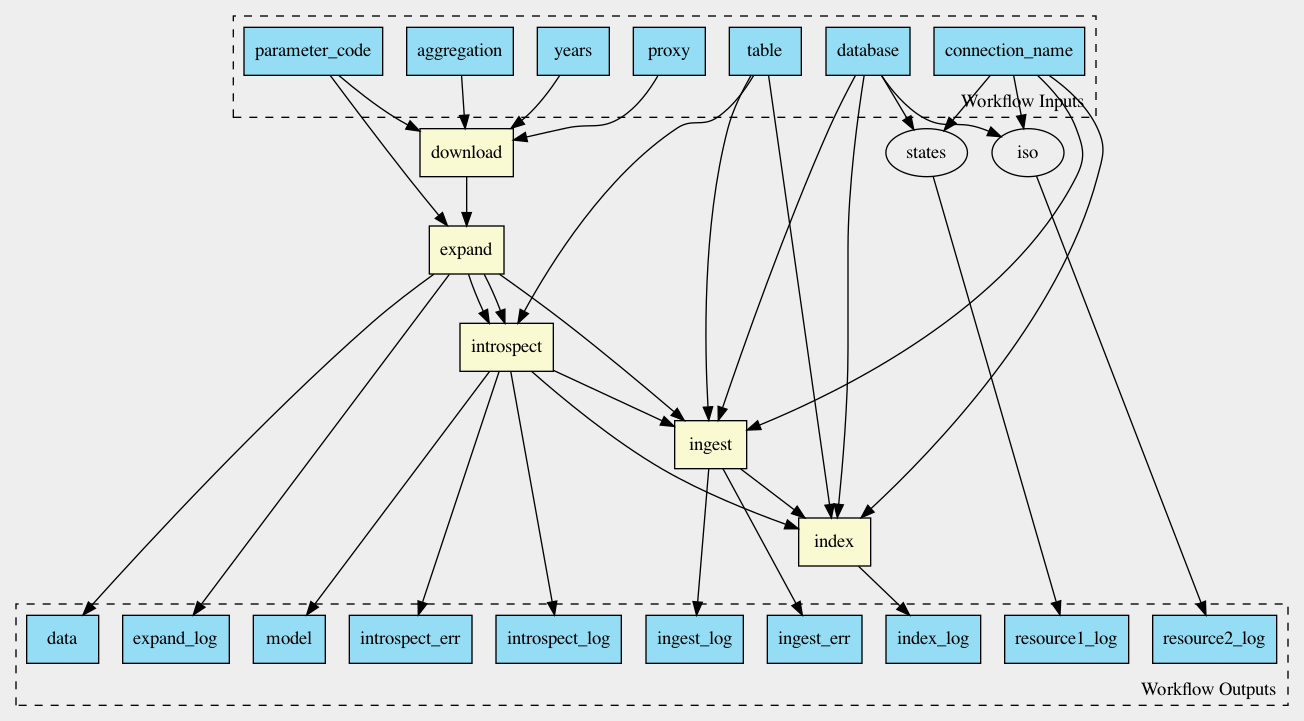 parameter_code
aggregation
years
proxy
table
database
connection_name
Workflow Inputs
download
states
iso
expand
introspect
ingest
index
data
expand_log
model
introspect_err
introspect_log
ingest_log
ingest_err
index_log
resource1_log
resource2_log
Workflow Outputs